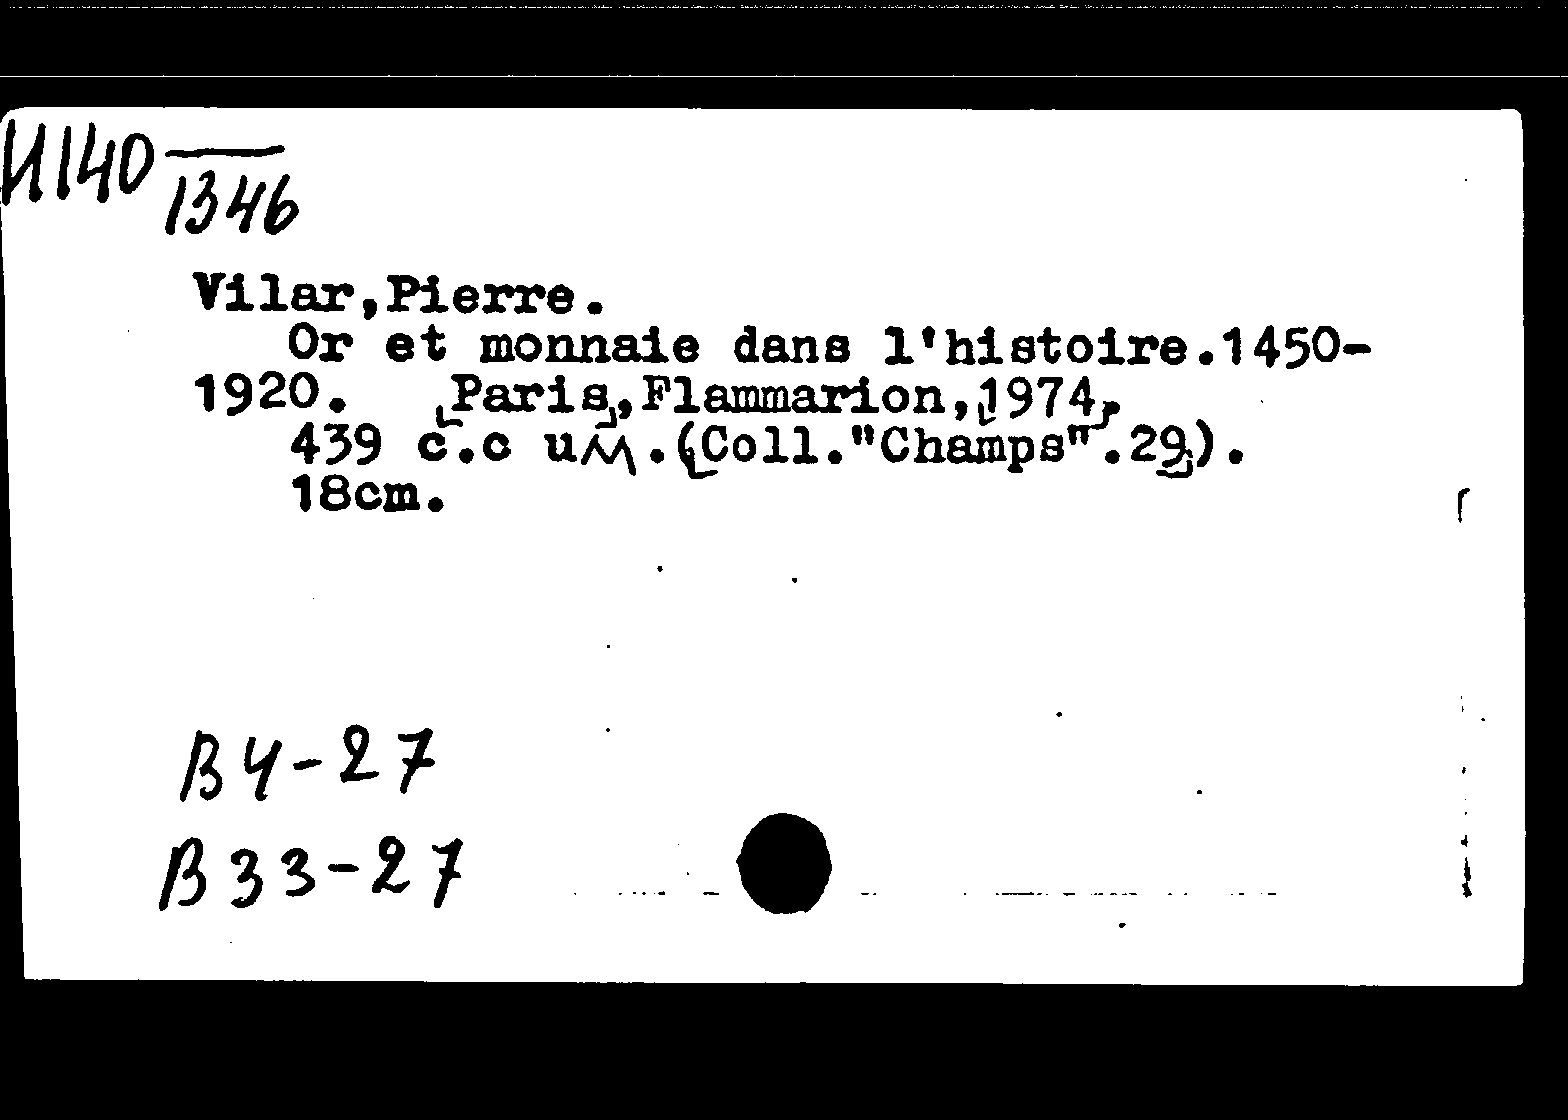 И140 ‾‾‾
1346
Vilar,Pierre.
Or et monnaie dans l'histoire.1450-
1920. [Paris],Flammarion,[1974].
439 c.c илл.([Coll."Champs".29]).
18cm.
В4-27
В33-27